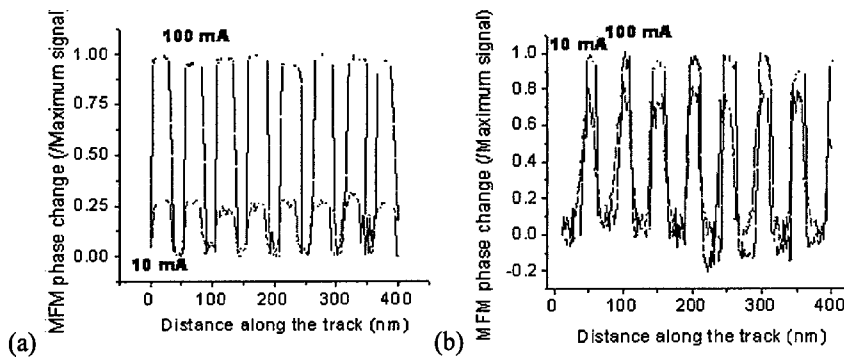 MFM phase change (/Maximum signal)
1.00
0.75
0.50
0.25
0.00
100 mA
10 mA
0
100
200
300
400
Distance along the track (nm)
(a)
MFM phase change (/Maximum signal)
1.0
0.8
0.6
0.4
0.2
0.0
-0.2
10 mA
100 mA
0
100
200
300
400
Distance along the track (nm)
(b)